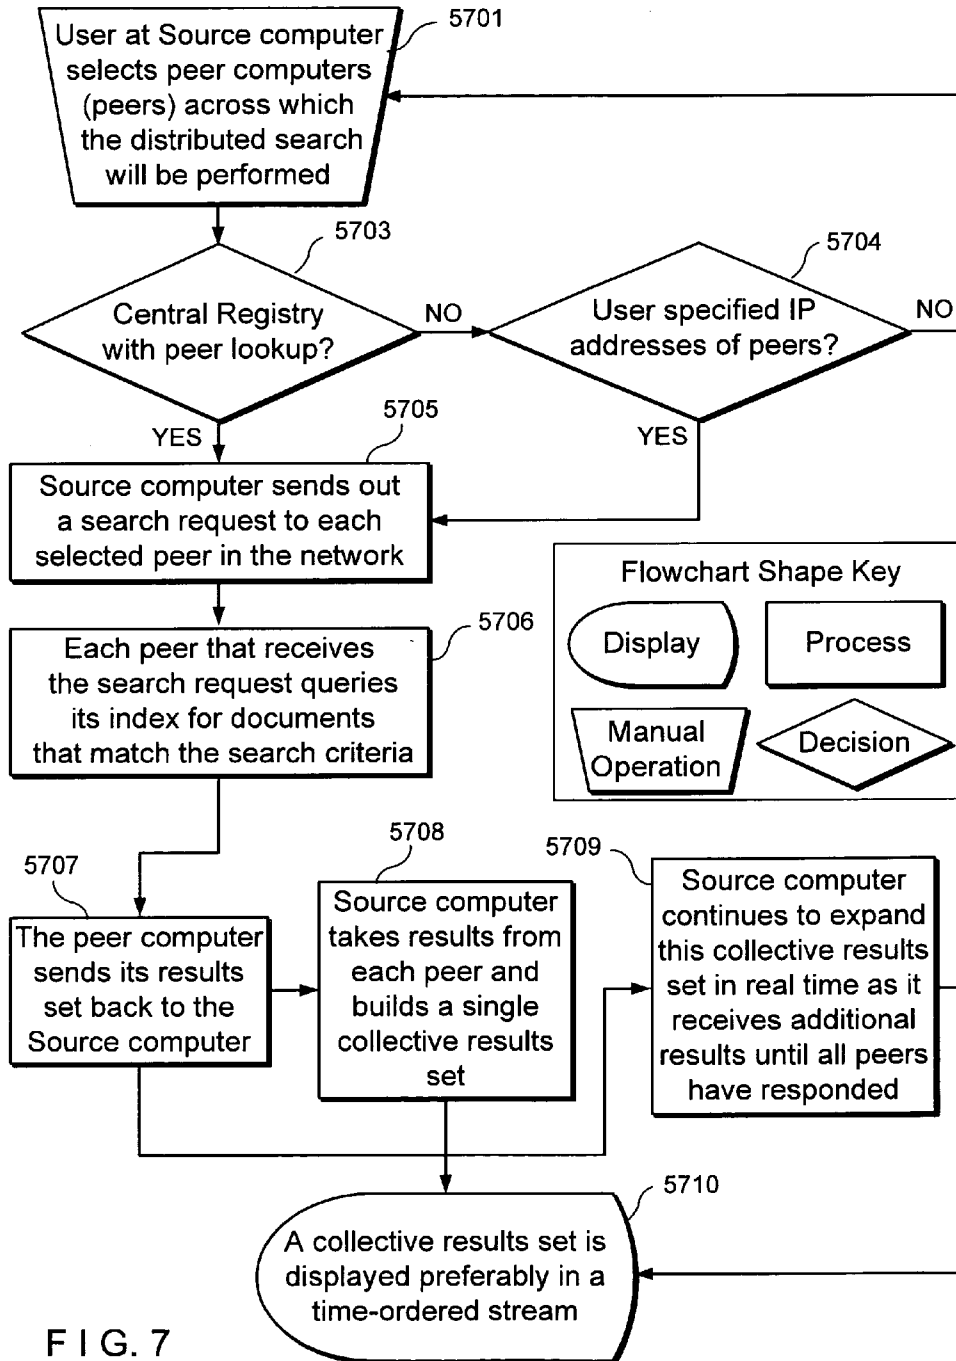 5701
User at Source computer
selects peer computers
(peers) across which
the distributed search
will be performed
5703
Central Registry
with peer lookup?
NO
YES
5704
User specified IP
addresses of peers?
NO
YES
5705
Source computer sends out
a search request to each
selected peer in the network
Flowchart Shape Key
Display
Process
Manual
Operation
Decision
5706
Each peer that receives
the search request queries
its index for documents
that match the search criteria
5707
The peer computer
sends its results
set back to the
Source computer
5708
Source computer
takes results from
each peer and
builds a single
collective results
set
5709
Source computer
continues to expand
this collective results
set in real time as it
receives additional
results until all peers
have responded
5710
A collective results set is
displayed preferably in a
time-ordered stream
F I G. 7